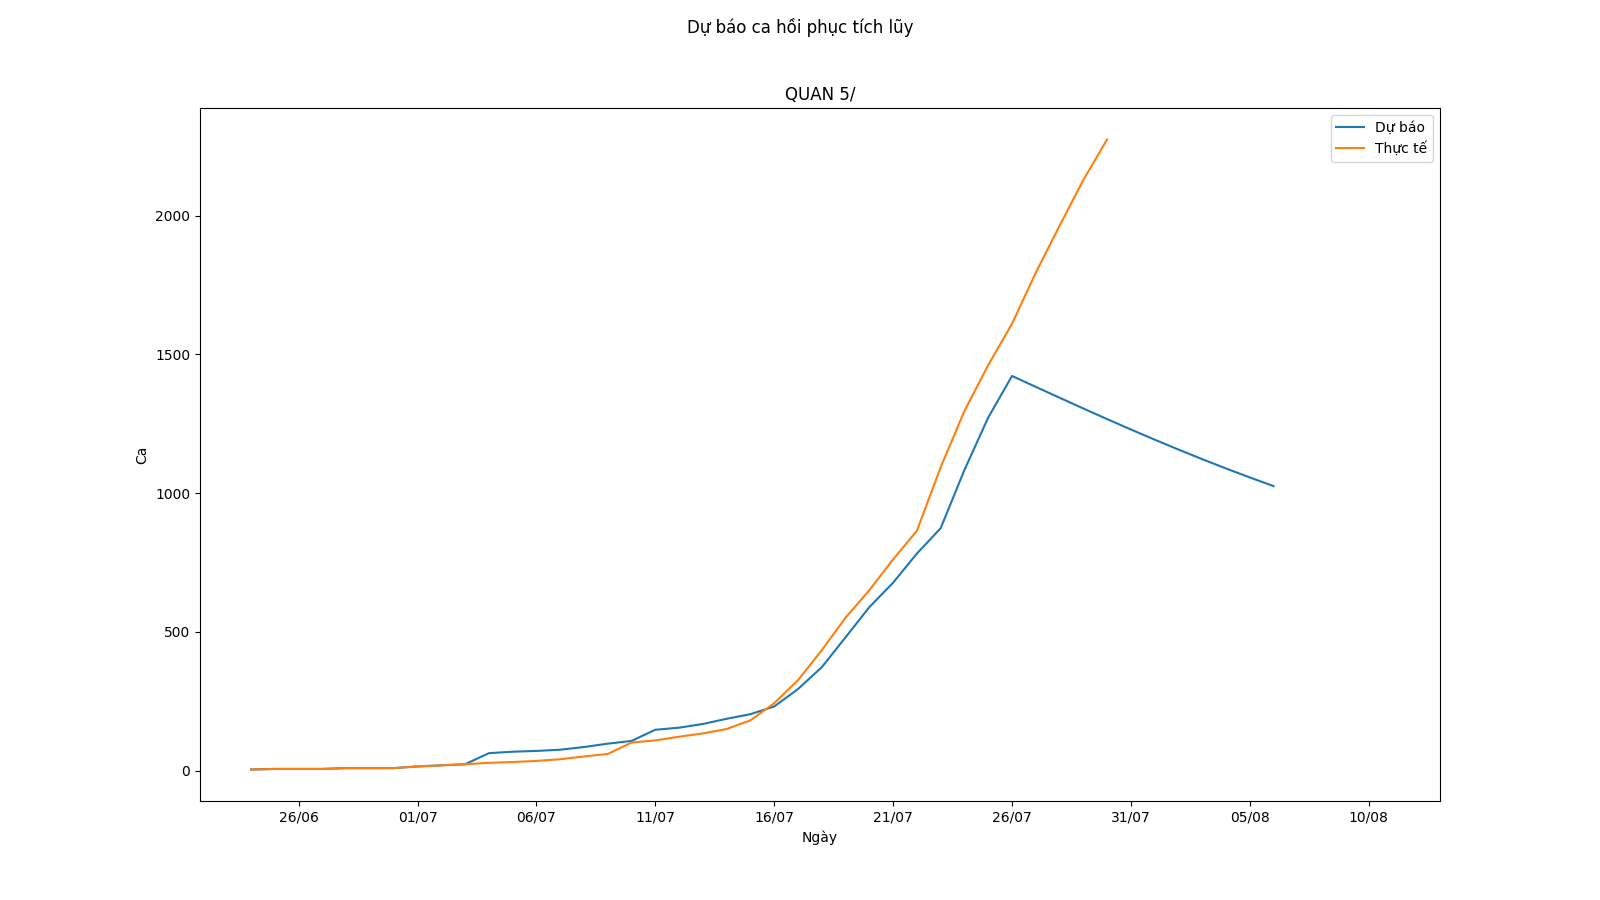 Dự báo ca hồi phục tích lũy
QUAN 5/
Dự báo
Thực tế
2000
1500
1000
500
0
Ca
26/06
01/07
06/07
11/07
16/07
21/07
26/07
31/07
05/08
10/08
Ngày